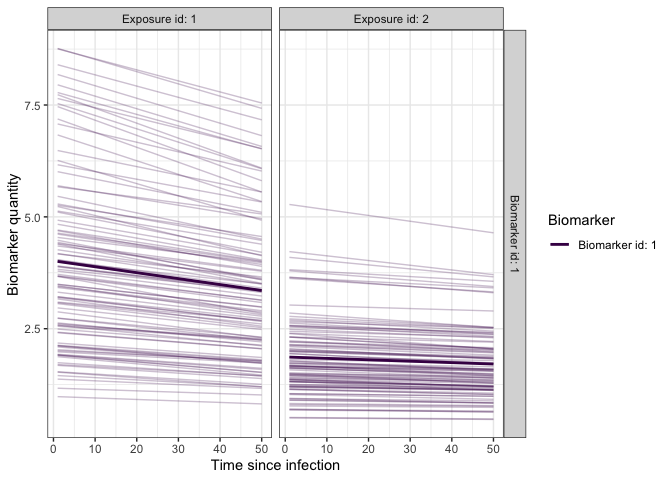 Exposure id: 1
Exposure id: 2
Biomarker quantity
7.5
5.0
2.5
Biomarker id: 1
Biomarker
Biomarker id: 1
0 10 20 30 40 50
0 10 20 30 40 50
Time since infection